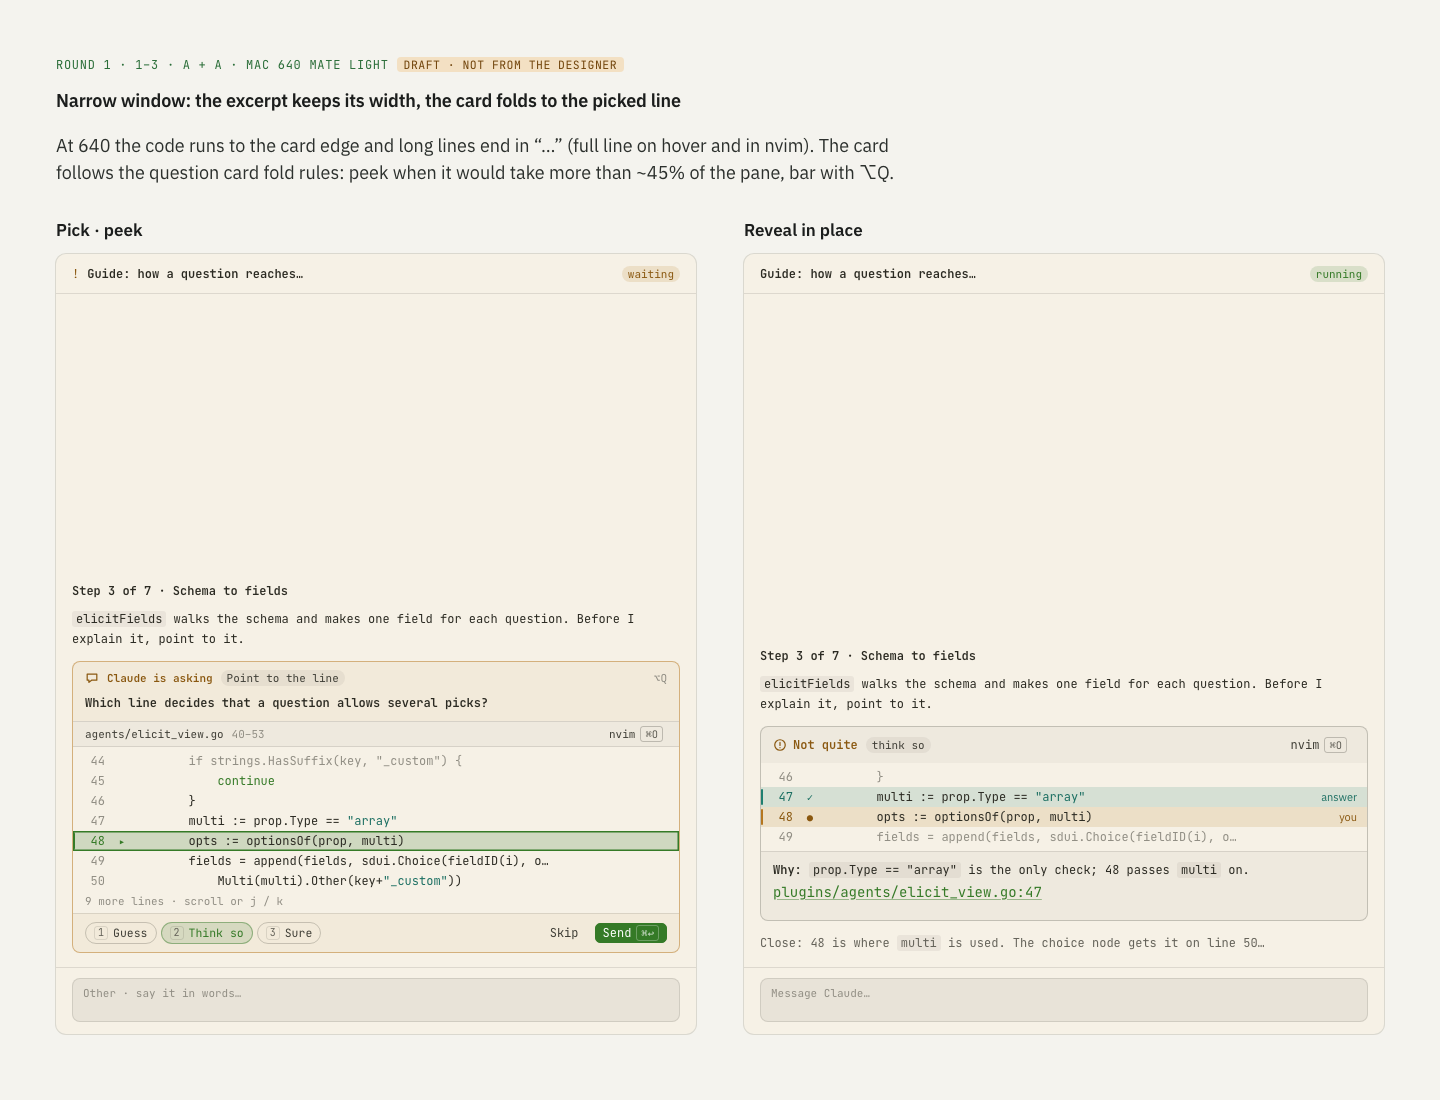 ROUND 1 · 1–3 · A + A · MAC 640 MATE LIGHT DRAFT · NOT FROM THE DESIGNER
Narrow window: the excerpt keeps its width, the card folds to the picked line
At 640 the code runs to the card edge and long lines end in “…” (full line on hover and in nvim). The card
follows the question card fold rules: peek when it would take more than ~45% of the pane, bar with ⌥Q.
Pick · peek
! Guide: how a question reaches… waiting
Step 3 of 7 · Schema to fields
elicitFields walks the schema and makes one field for each question. Before I
explain it, point to it.
Claude is asking Point to the line ⌥Q
Which line decides that a question allows several picks?
agents/elicit_view.go 40–53 nvim ⌘O
44 if strings.HasSuffix(key, "_custom") {
45 continue
46 }
47 multi := prop.Type == "array"
48 ▸ opts := optionsOf(prop, multi)
49 fields = append(fields, sdui.Choice(fieldID(i), o…
50 Multi(multi).Other(key+"_custom"))
9 more lines · scroll or j / k
1 Guess 2 Think so 3 Sure Skip Send ⌘↩
Other · say it in words…
Reveal in place
Guide: how a question reaches… running
Step 3 of 7 · Schema to fields
elicitFields walks the schema and makes one field for each question. Before I
explain it, point to it.
Not quite think so nvim ⌘O
46 }
47 ✓ multi := prop.Type == "array" answer
48 ● opts := optionsOf(prop, multi) you
49 fields = append(fields, sdui.Choice(fieldID(i), o…
Why: prop.Type == "array" is the only check; 48 passes multi on.
plugins/agents/elicit_view.go:47
Close: 48 is where multi is used. The choice node gets it on line 50…
Message Claude…